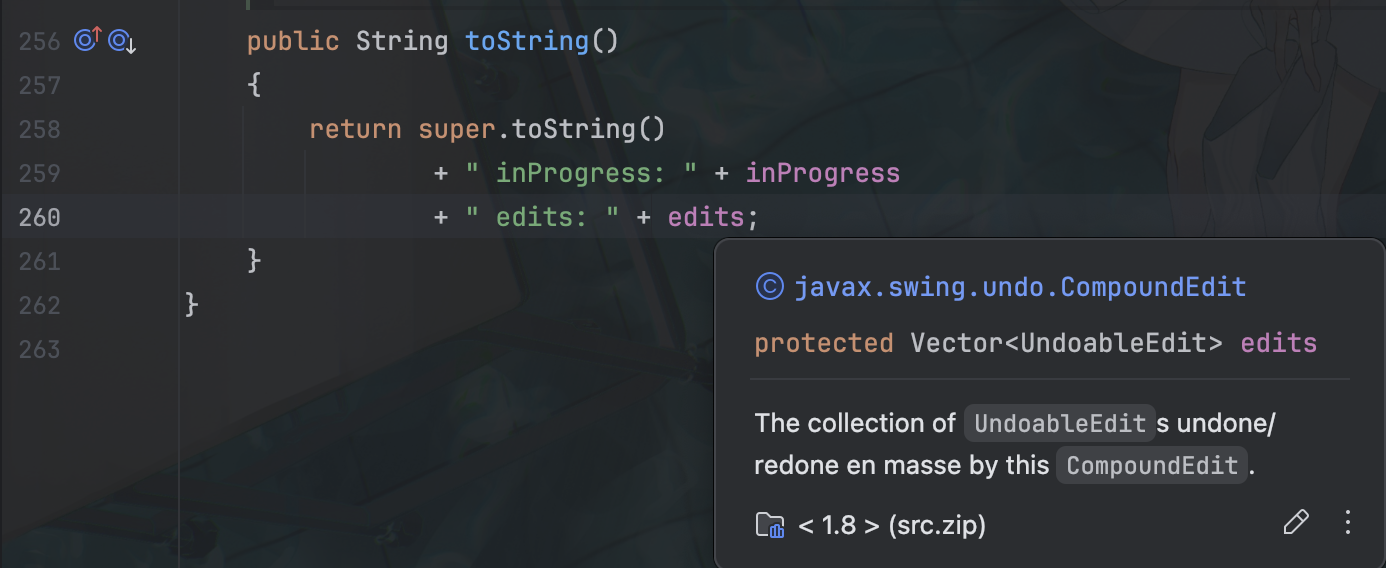 256 public String toString()
257 {
258 return super.toString()
259 + " inProgress: " + inProgress
260 + " edits: " + edits;
261 }
262 }
263
javax.swing.undo.CompoundEdit
protected Vector<UndoableEdit> edits
The collection of UndoableEdits undone/
redone en masse by this CompoundEdit.
< 1.8 > (src.zip)